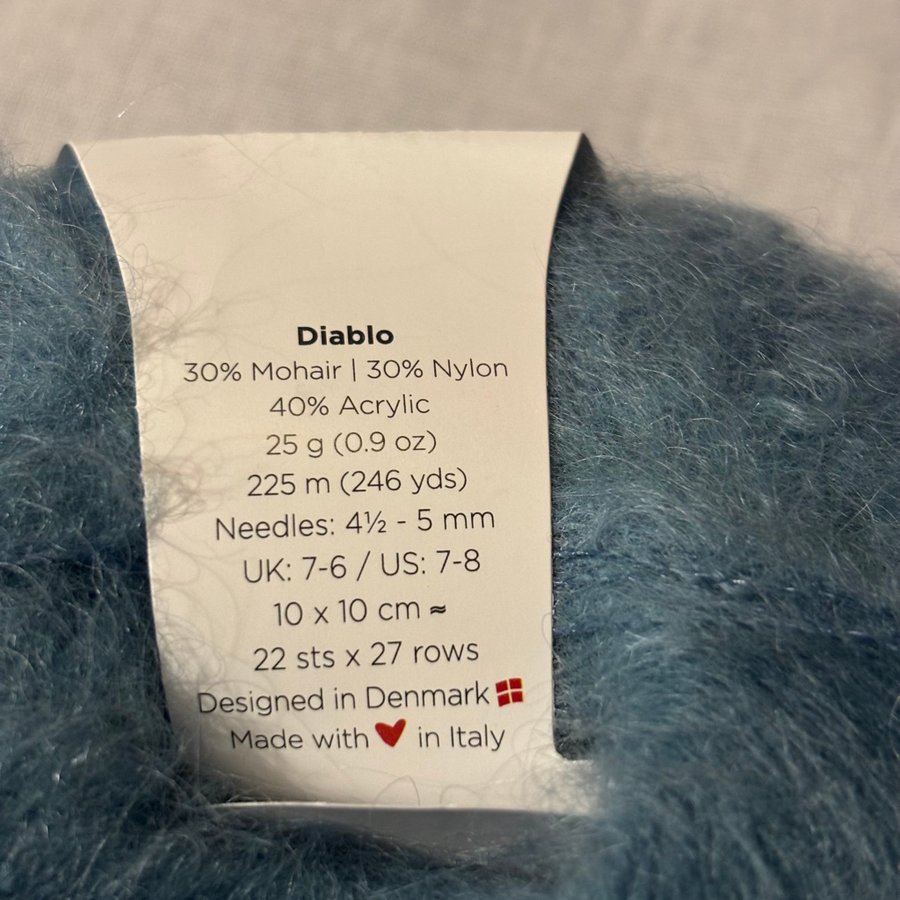 Diablo
30% Mohair | 30% Nylon
40% Acrylic
25 g (0.9 oz)
225 m (246 yds)
Needles: 4½ - 5 mm
UK: 7-6 / US: 7-8
10 x 10 cm ≈
22 sts x 27 rows
Designed in Denmark
Made with ❤ in Italy